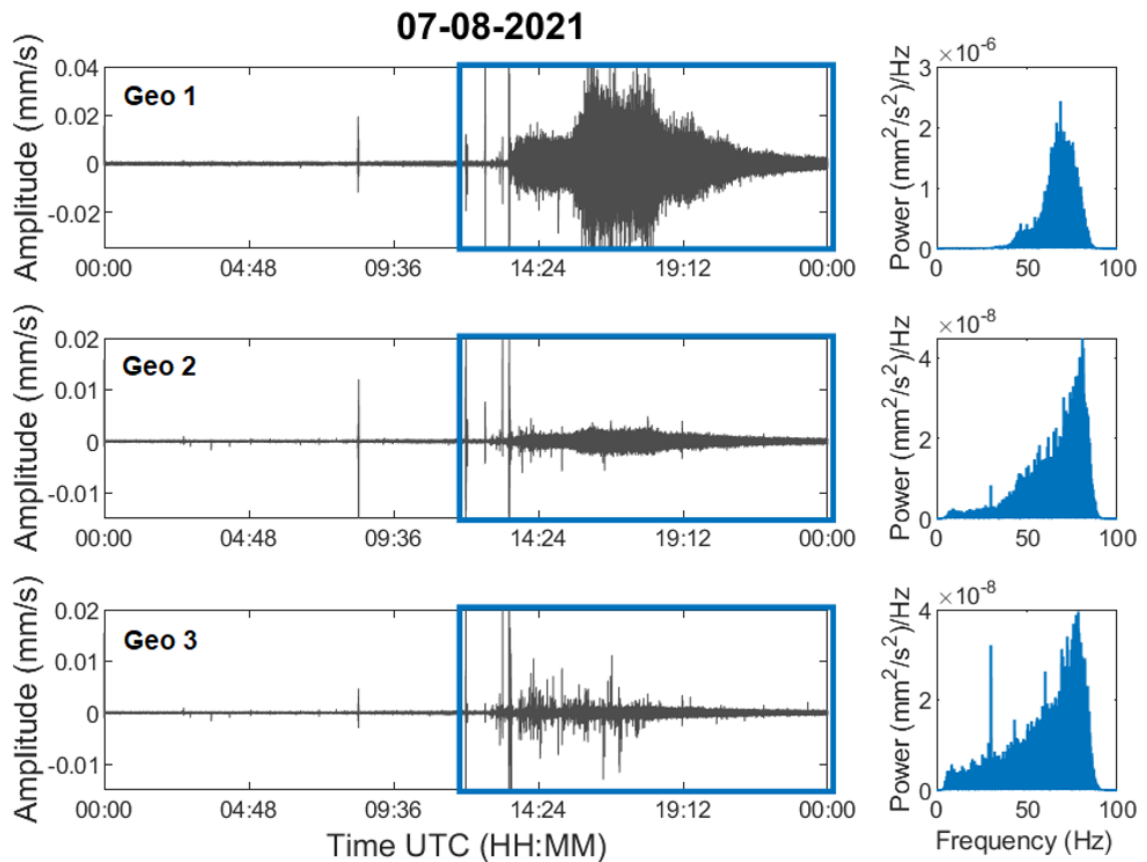 07-08-2021
Amplitude (mm/s)
0.04
0.02
0
-0.02
Geo 1
00:00 04:48 09:36 14:24 19:12 00:00
Power (mm²/s²)/Hz
×10⁻⁶
3
2
1
0
0 50 100
Amplitude (mm/s)
0.02
0.01
0
-0.01
Geo 2
00:00 04:48 09:36 14:24 19:12 00:00
Power (mm²/s²)/Hz
×10⁻⁸
4
2
0
0 50 100
Amplitude (mm/s)
0.02
0.01
0
-0.01
Geo 3
00:00 04:48 09:36 14:24 19:12 00:00
Time UTC (HH:MM)
Power (mm²/s²)/Hz
×10⁻⁸
4
2
0
0 50 100
Frequency (Hz)